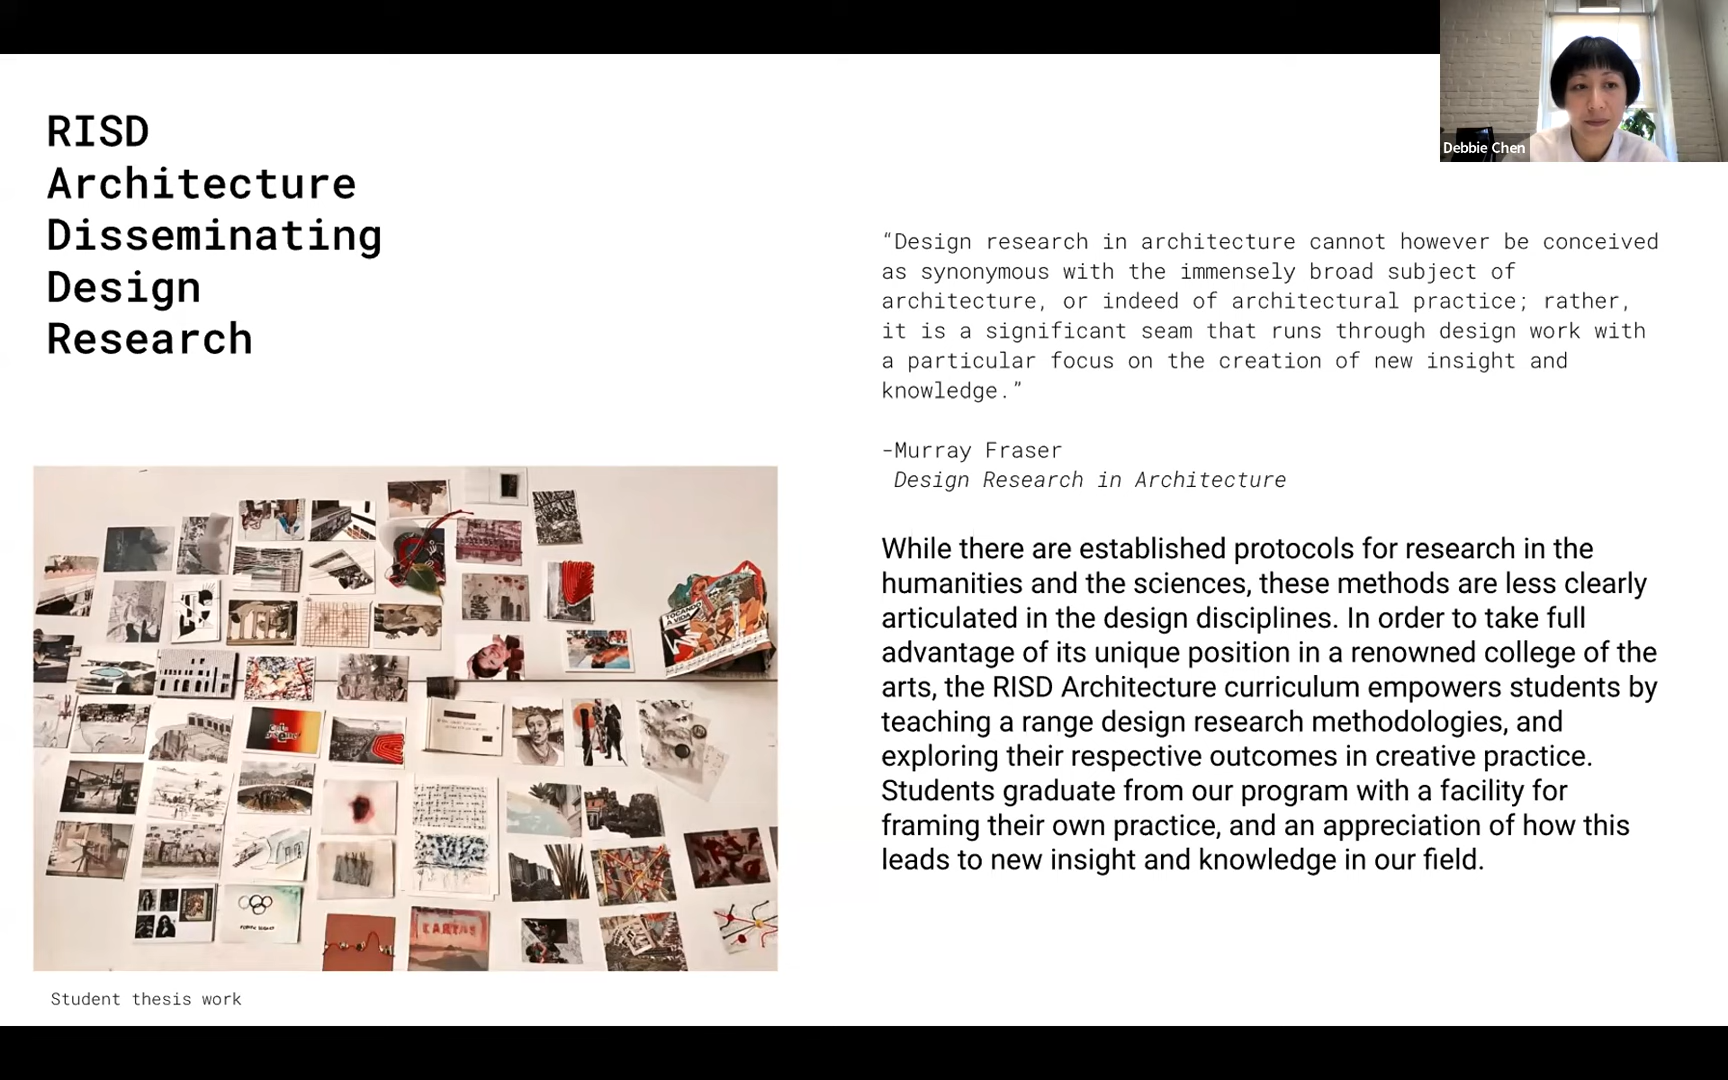 RISD
Architecture
Disseminating
Design
Research
Debbie Chen
“Design research in architecture cannot however be conceived
as synonymous with the immensely broad subject of
architecture, or indeed of architectural practice; rather,
it is a significant seam that runs through design work with
a particular focus on the creation of new insight and
knowledge.”
-Murray Fraser
Design Research in Architecture
While there are established protocols for research in the
humanities and the sciences, these methods are less clearly
articulated in the design disciplines. In order to take full
advantage of its unique position in a renowned college of the
arts, the RISD Architecture curriculum empowers students by
teaching a range design research methodologies, and
exploring their respective outcomes in creative practice.
Students graduate from our program with a facility for
framing their own practice, and an appreciation of how this
leads to new insight and knowledge in our field.
Student thesis work